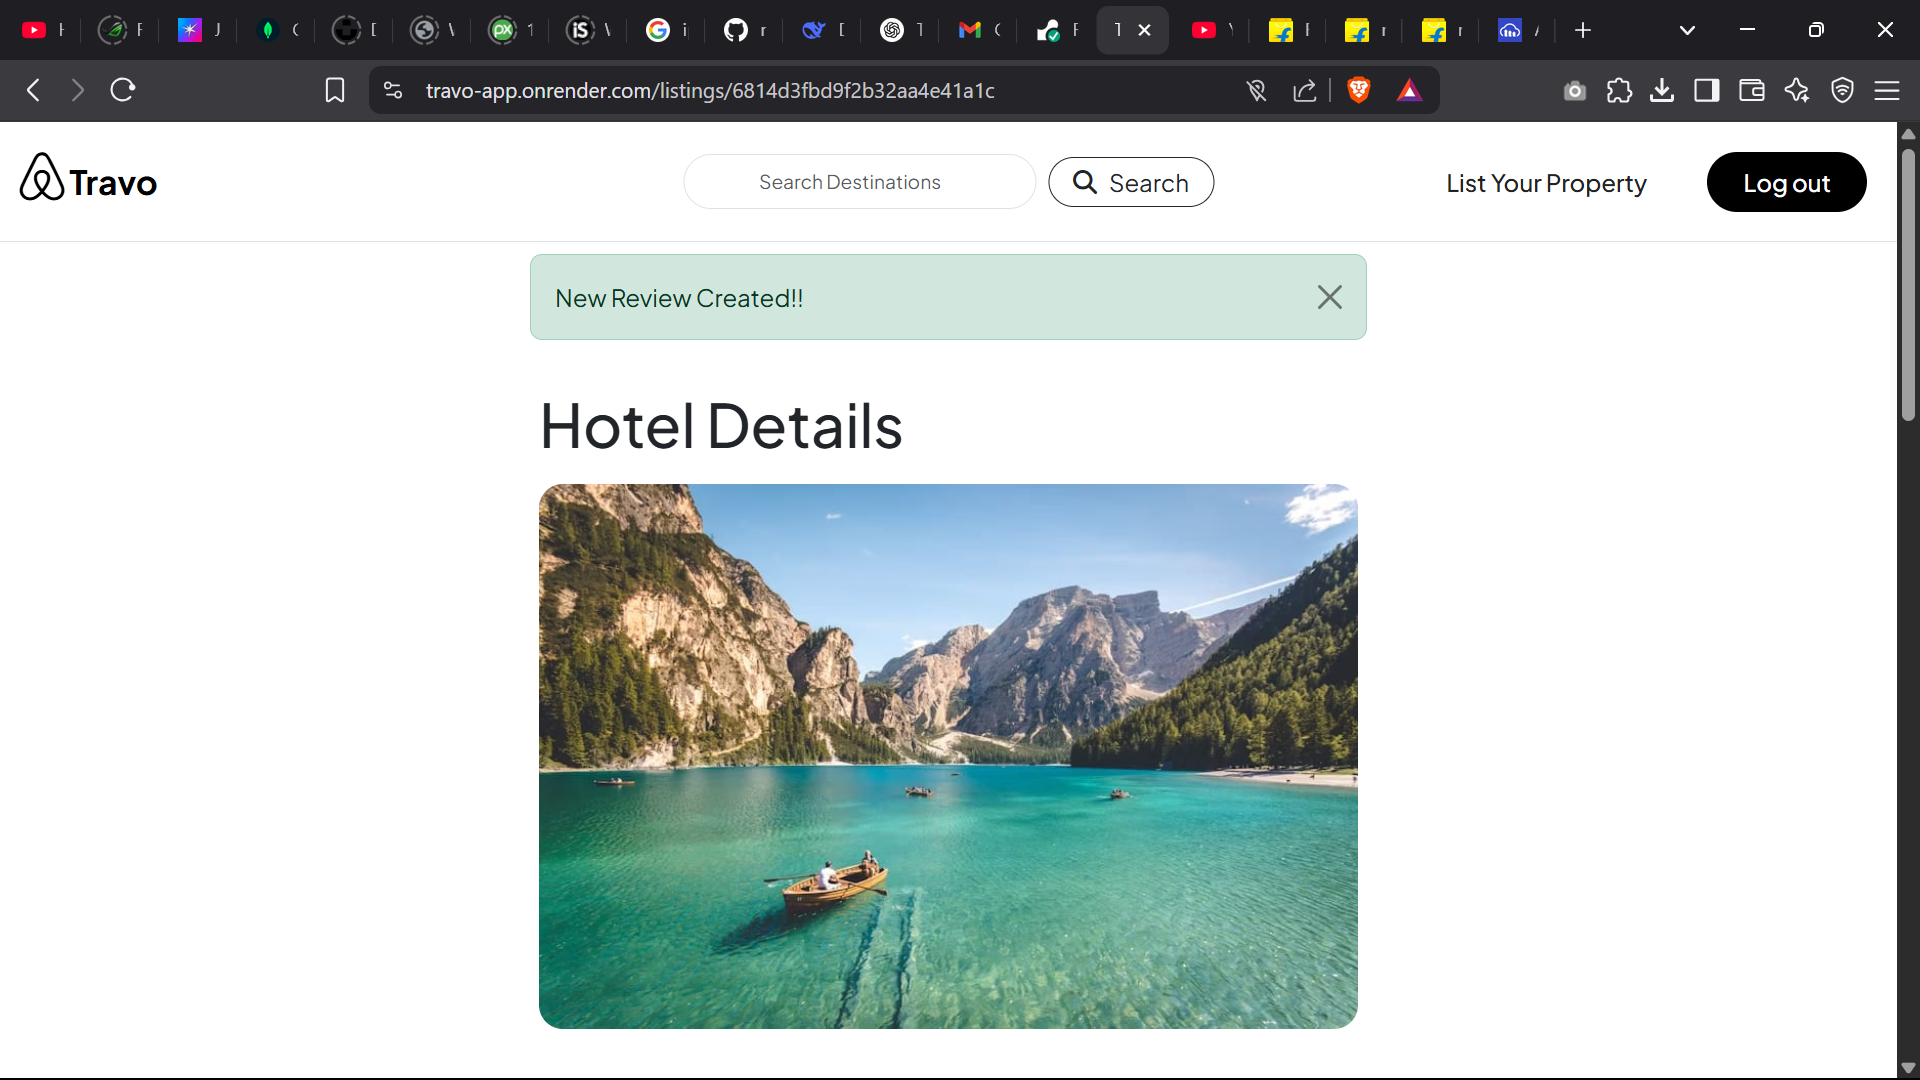 travo-app.onrender.com/listings/6814d3fbd9f2b32aa4e41a1c
Travo
Search Destinations
Search
List Your Property
Log out
New Review Created!!
Hotel Details